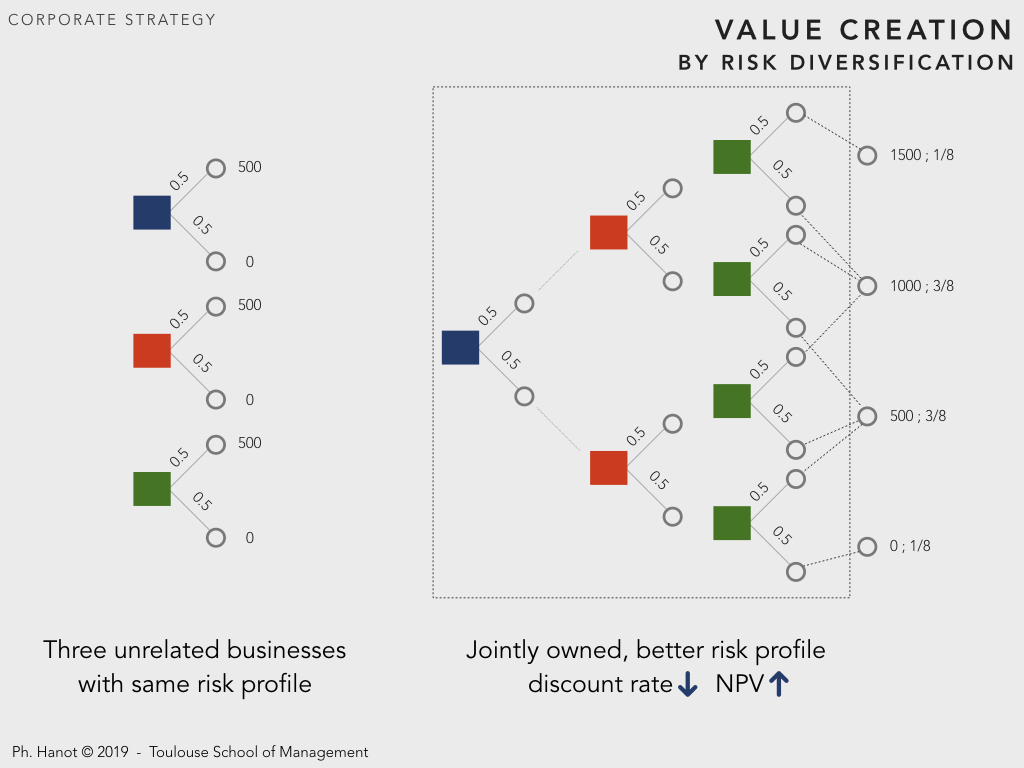 CORPORATE STRATEGY
VALUE CREATION
BY RISK DIVERSIFICATION
0.5
500
0.5
0
0.5
500
0.5
0
0.5
500
0.5
0
0.5
0.5
0.5
0.5
0.5
0.5
0.5
0.5
0.5
0.5
0.5
0.5
0.5
0.5
1500 ; 1/8
1000 ; 3/8
500 ; 3/8
0 ; 1/8
Three unrelated businesses
with same risk profile
Jointly owned, better risk profile
discount rate NPV
Ph. Hanot © 2019 - Toulouse School of Management